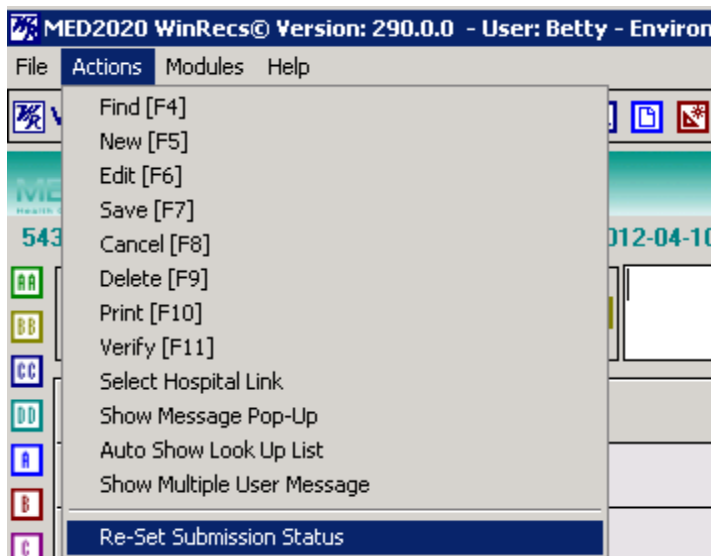 MED2020 WinRecs© Version: 290.0.0 - User: Betty - Environ
File Actions Modules Help
Find [F4]
New [F5]
Edit [F6]
Save [F7]
Cancel [F8]
Delete [F9]
Print [F10]
Verify [F11]
Select Hospital Link
Show Message Pop-Up
Auto Show Look Up List
Show Multiple User Message
Re-Set Submission Status
ME
543
012-04-10
AA
BB
CC
DD
A
B
C